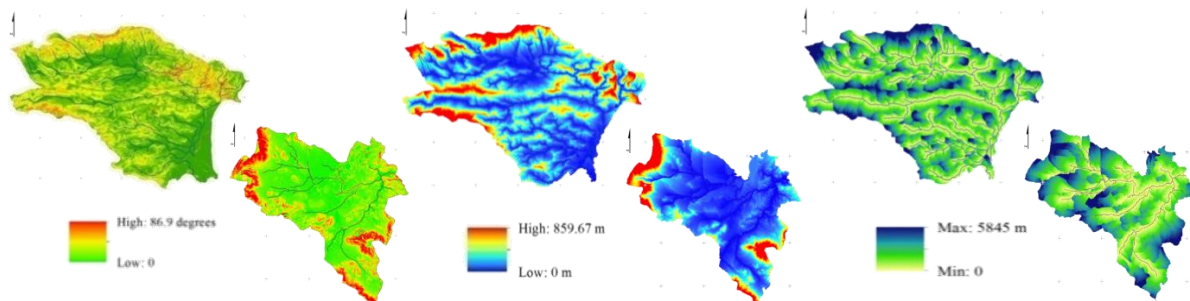 High: 86.9 degrees
Low: 0
High: 859.67 m
Low: 0 m
Max: 5845 m
Min: 0